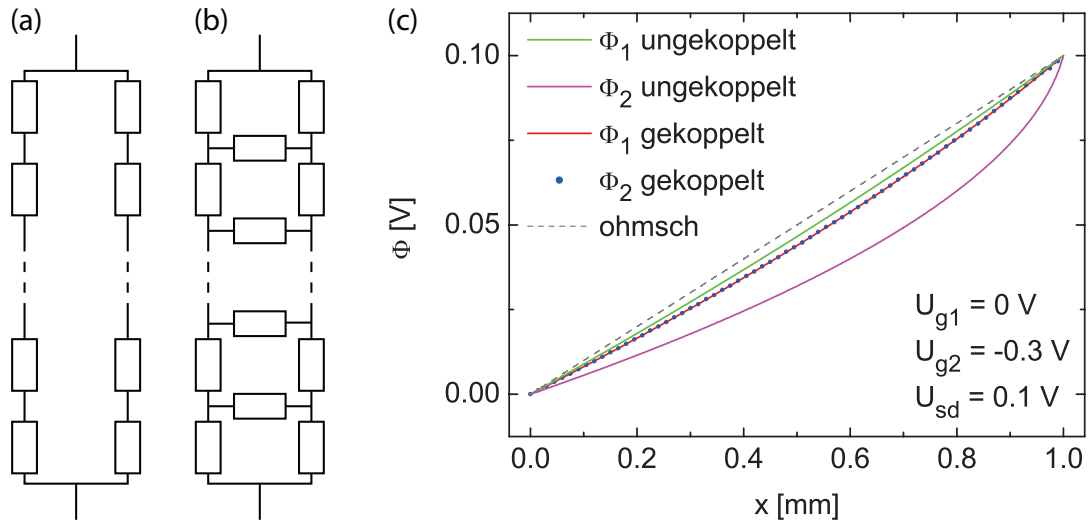 (a)
(b)
(c)
Φ1 ungekoppelt
Φ2 ungekoppelt
Φ1 gekoppelt
Φ2 gekoppelt
ohmsch
0.10
0.05
0.00
Φ [V]
Ug1 = 0 V
Ug2 = -0.3 V
Usd = 0.1 V
0.0 0.2 0.4 0.6 0.8 1.0
x [mm]